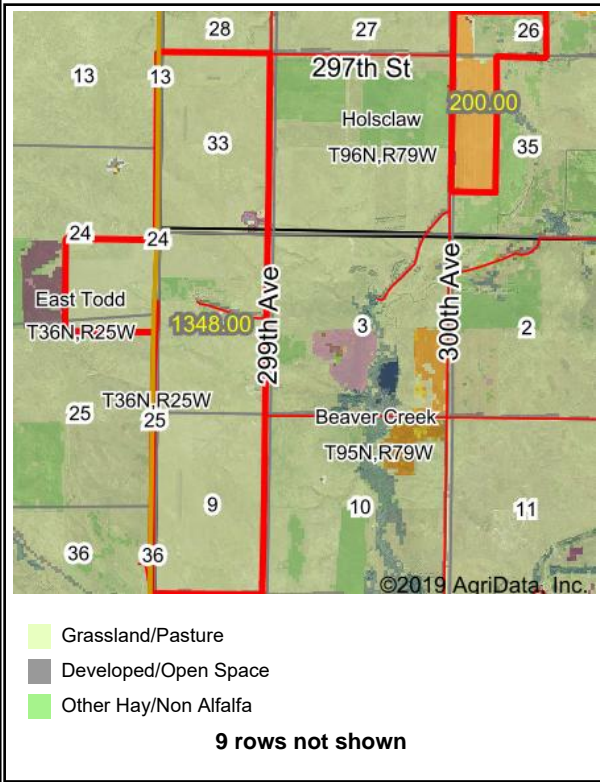 28
27
26
13
13
297th St
200.00
Holsclaw
33
35
T96N,R79W
24
24
East Todd
299th Ave
300th Ave
1348.00
3
2
T36N,R25W
T36N,R25W
25
25
Beaver Creek
T95N,R79W
9
10
11
36
36
©2019 AgriData, Inc.
Grassland/Pasture
Developed/Open Space
Other Hay/Non Alfalfa
9 rows not shown